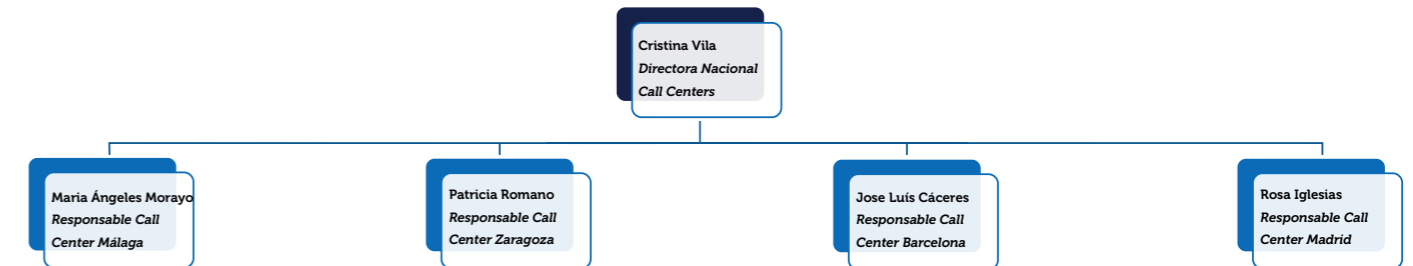 Cristina Vila
Directora Nacional
Call Centers
Maria Ángeles Morayo
Responsable Call
Center Málaga
Patricia Romano
Responsable Call
Center Zaragoza
Jose Luís Cáceres
Responsable Call
Center Barcelona
Rosa Iglesias
Responsable Call
Center Madrid